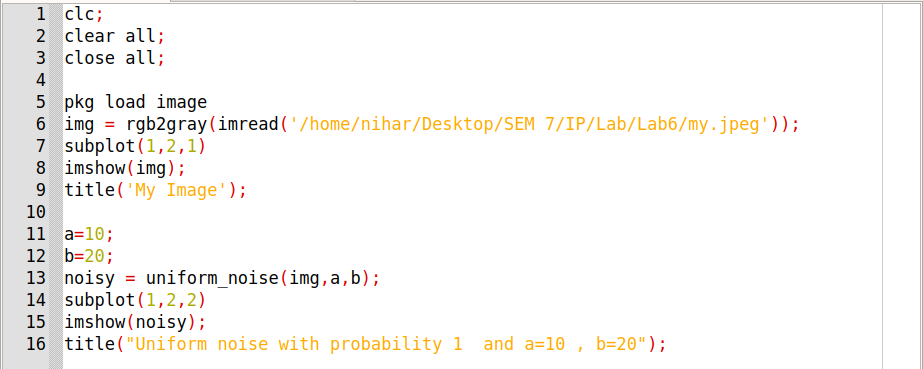 1 clc;
2 clear all;
3 close all;
4
5 pkg load image
6 img = rgb2gray(imread('/home/nihar/Desktop/SEM 7/IP/Lab/Lab6/my.jpeg'));
7 subplot(1,2,1)
8 imshow(img);
9 title('My Image');
10
11 a=10;
12 b=20;
13 noisy = uniform_noise(img,a,b);
14 subplot(1,2,2)
15 imshow(noisy);
16 title("Uniform noise with probability 1  and a=10 , b=20");